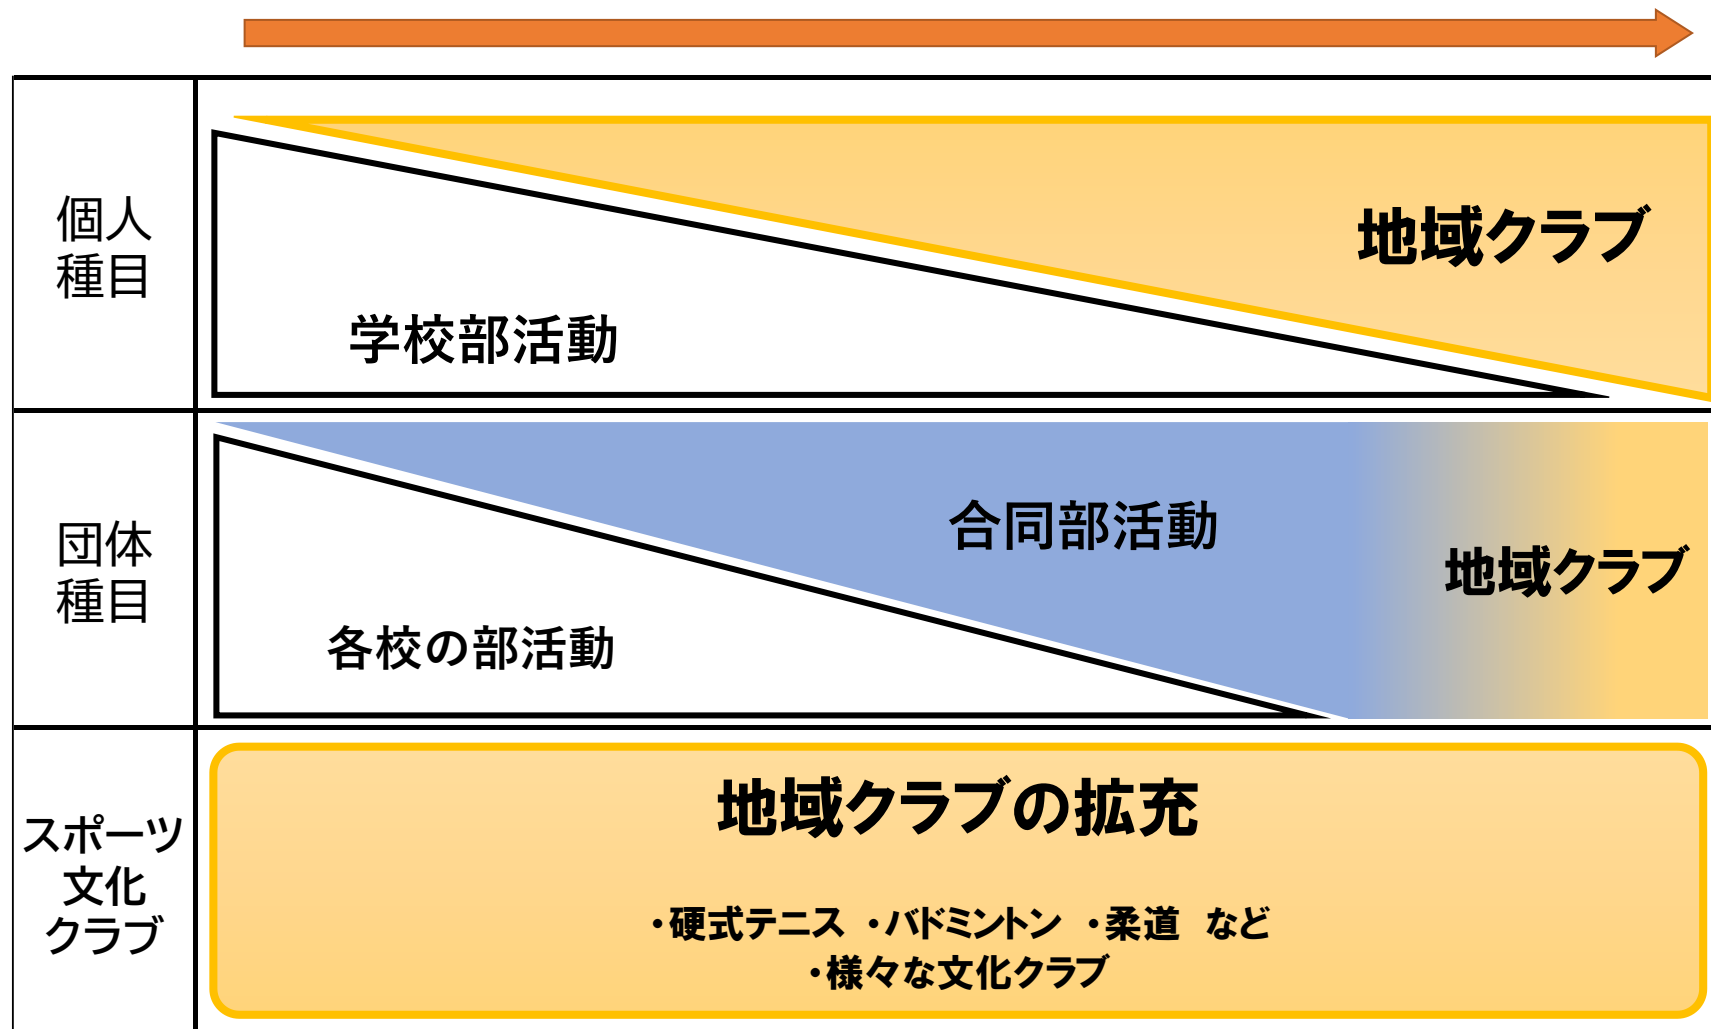 個人
種目
地域クラブ
学校部活動
団体
種目
合同部活動
地域クラブ
各校の部活動
スポーツ
文化
クラブ
地域クラブの拡充
・硬式テニス ・バドミントン ・柔道 など
・様々な文化クラブ